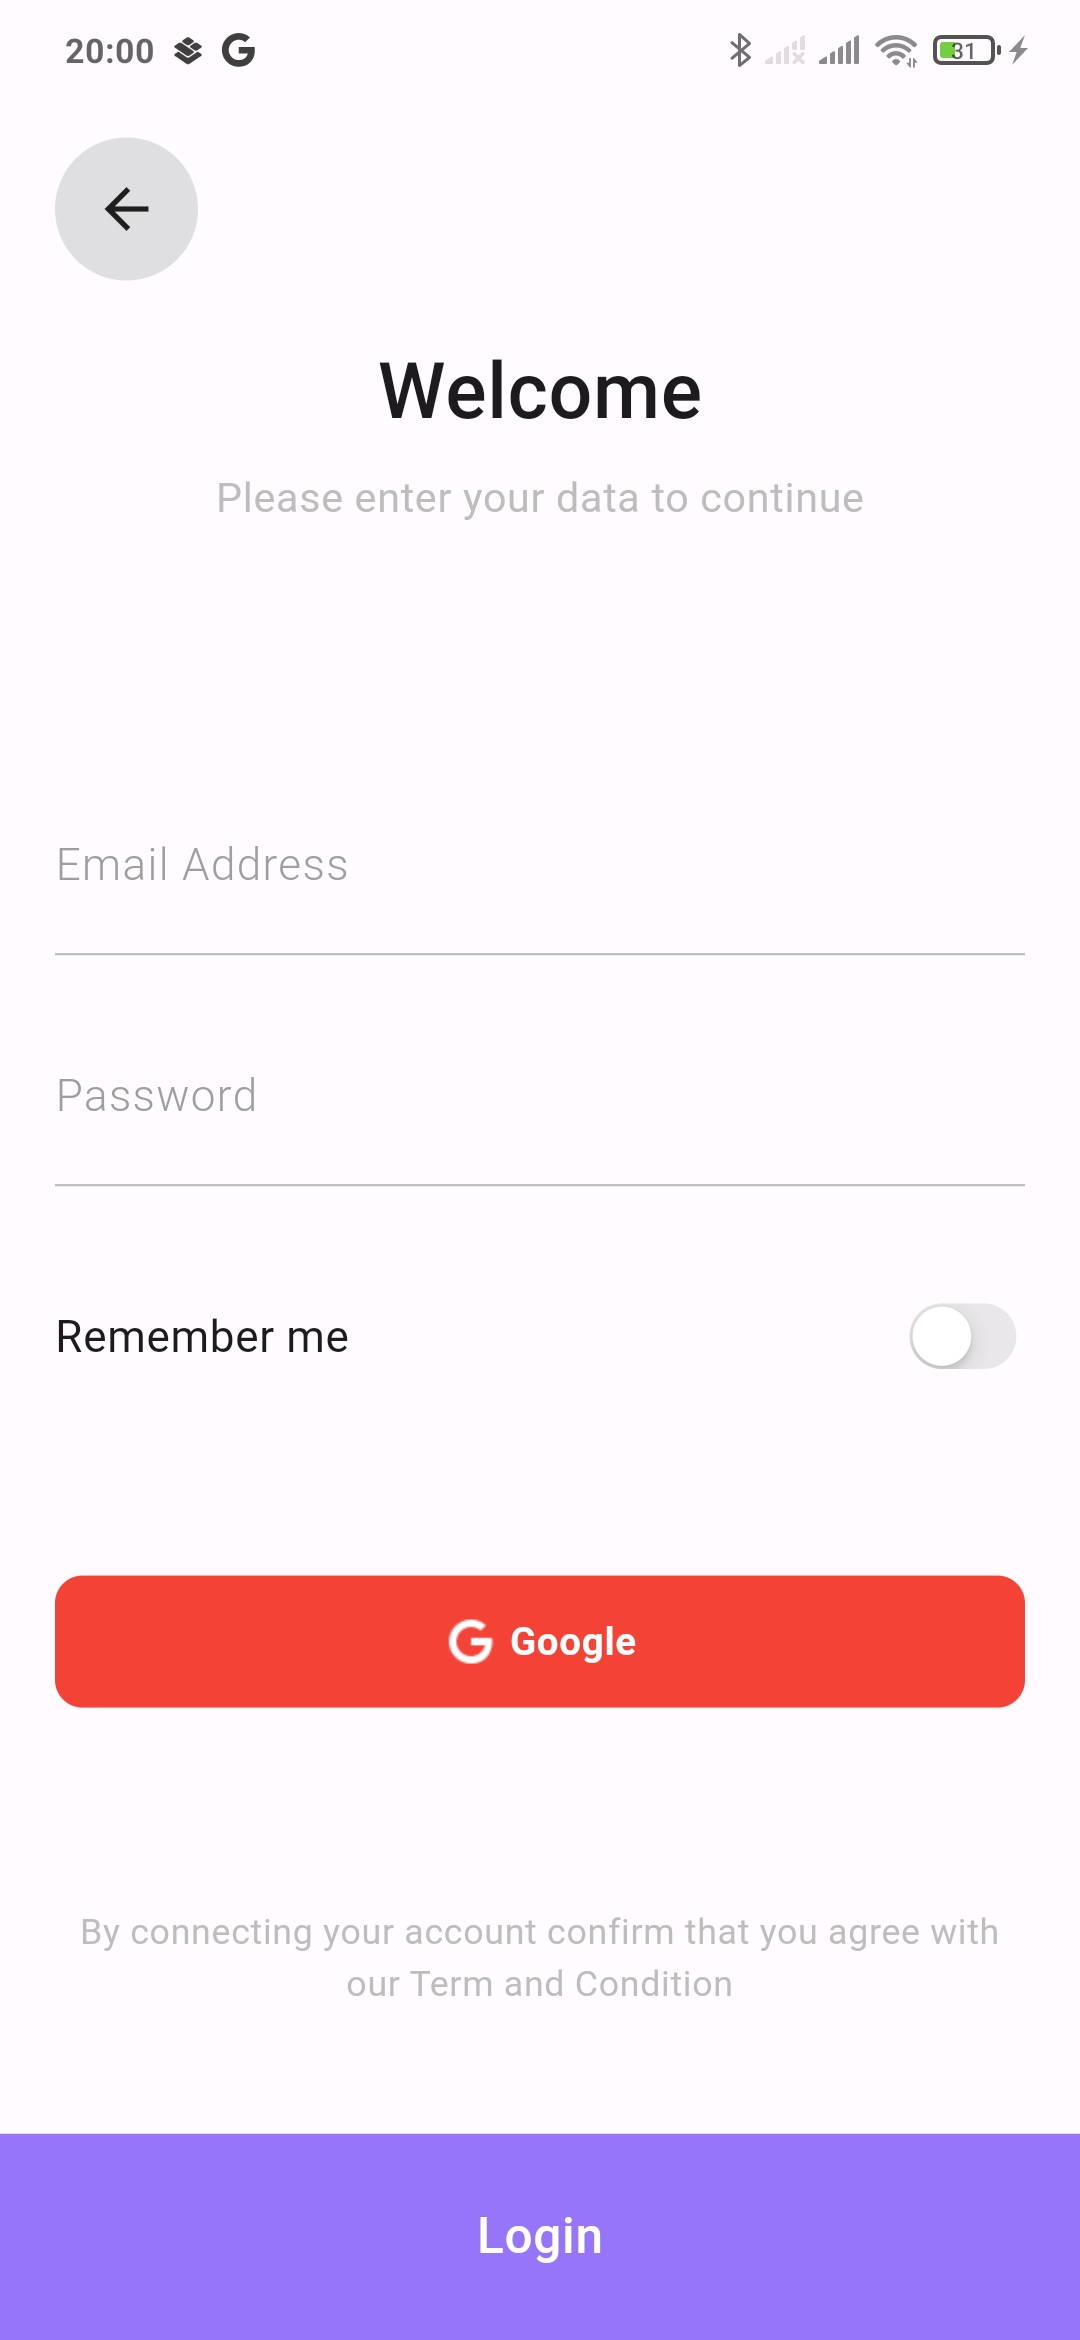 20:00
31
Welcome
Please enter your data to continue
Email Address
Password
Remember me
Google
By connecting your account confirm that you agree with
our Term and Condition
Login